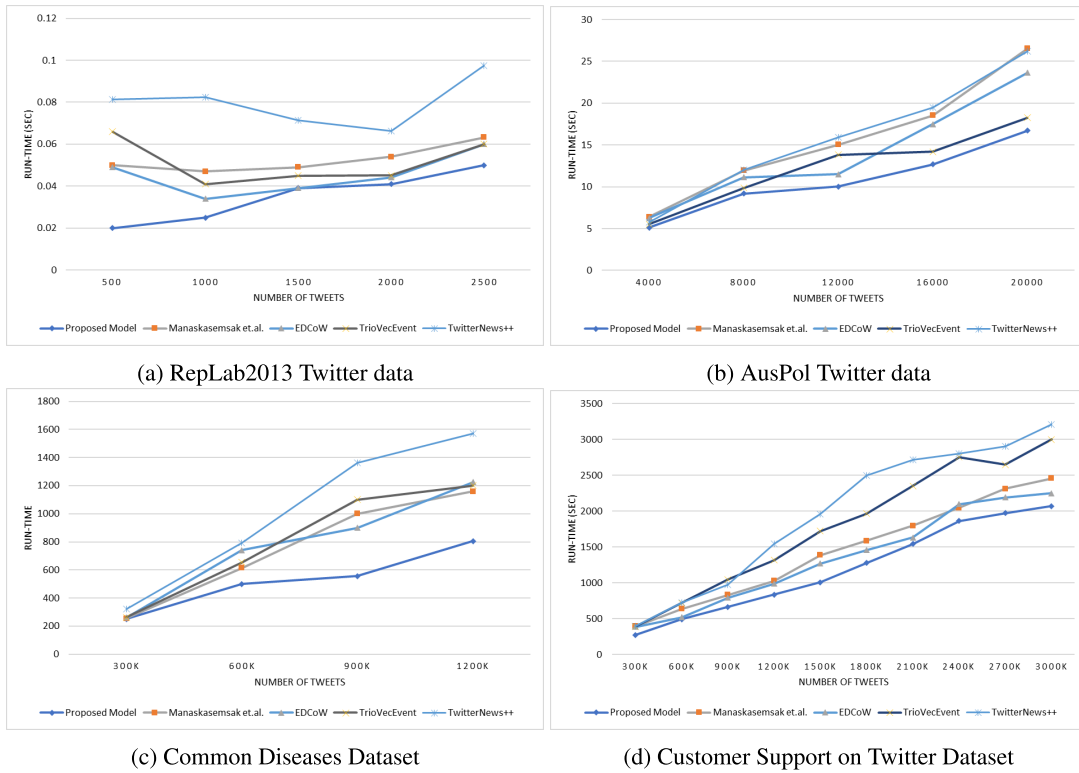 0.12
0.1
0.08
0.06
0.04
0.02
0
RUN-TIME(SEC)
500 1000 1500 2000 2500
NUMBER OF TWEETS
Proposed Model Manaskasemsak et.al. EDCoW TrioVecEvent TwitterNews++
(a) RepLab2013 Twitter data
30
25
20
15
10
5
0
RUN-TIME(SEC)
4000 8000 12000 16000 20000
NUMBER OF TWEETS
Proposed Model Manaskasemsak et.al. EDCoW TrioVecEvent TwitterNews++
(b) AusPol Twitter data
1800
1600
1400
1200
1000
800
600
400
200
0
RUN-TIME
300K 600K 900K 1200K
NUMBER OF TWEETS
Proposed Model Manaskasemsak et.al. EDCoW TrioVecEvent TwitterNews++
(c) Common Diseases Dataset
3500
3000
2500
2000
1500
1000
500
0
RUN-TIME(SEC)
300K 600K 900K 1200K 1500K 1800K 2100K 2400K 2700K 3000K
NUMBER OF TWEETS
Proposed Model Manaskasemsak et.al. EDCoW TrioVecEvent TwitterNews++
(d) Customer Support on Twitter Dataset